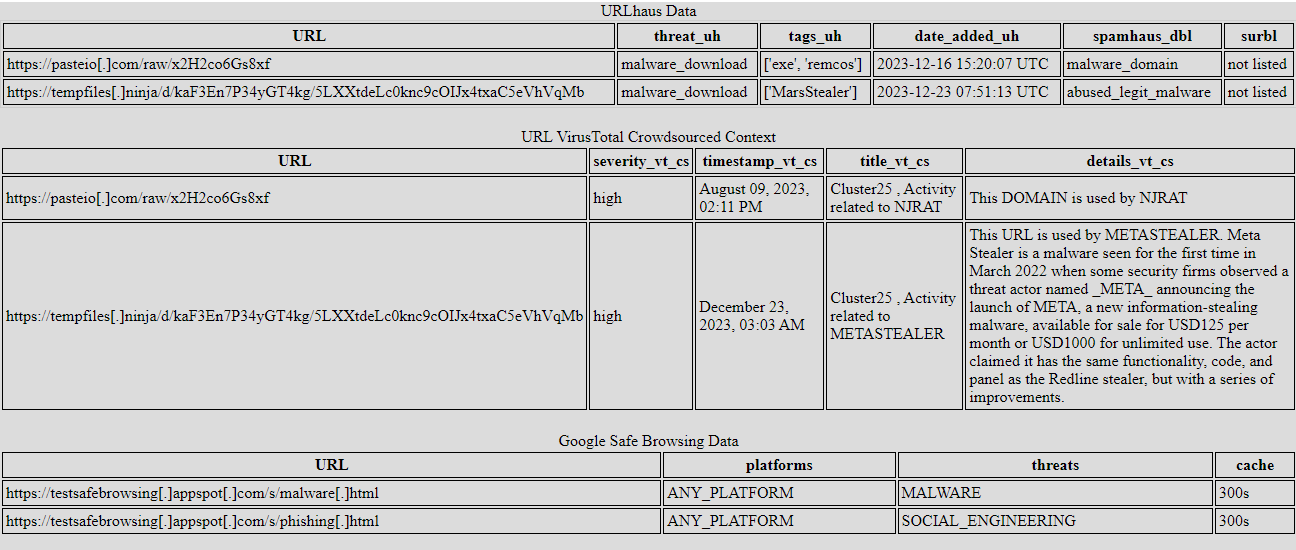 URLhaus Data
URL threat_uh tags_uh date_added_uh spamhaus_dbl surbl
https://pasteio[.]com/raw/x2H2co6Gs8xf malware_download ['exe', 'remcos'] 2023-12-16 15:20:07 UTC malware_domain not listed
https://tempfiles[.]ninja/d/kaF3En7P34yGT4kg/5LXXtdeLc0knc9cOIJx4txaC5eVhVqMb malware_download ['MarsStealer'] 2023-12-23 07:51:13 UTC abused_legit_malware not listed
URL VirusTotal Crowdsourced Context
URL severity_vt_cs timestamp_vt_cs title_vt_cs details_vt_cs
https://pasteio[.]com/raw/x2H2co6Gs8xf high
August 09, 2023,
02:11 PM
Cluster25 , Activity
related to NJRAT
This DOMAIN is used by NJRAT
https://tempfiles[.]ninja/d/kaF3En7P34yGT4kg/5LXXtdeLc0knc9cOIJx4txaC5eVhVqMb high
December 23,
2023, 03:03 AM
Cluster25 , Activity
related to
METASTEALER
This URL is used by METASTEALER. Meta
Stealer is a malware seen for the first time in
March 2022 when some security firms observed a
threat actor named _META_ announcing the
launch of META, a new information-stealing
malware, available for sale for USD125 per
month or USD1000 for unlimited use. The actor
claimed it has the same functionality, code, and
panel as the Redline stealer, but with a series of
improvements.
Google Safe Browsing Data
URL platforms threats cache
https://testsafebrowsing[.]appspot[.]com/s/malware[.]html ANY_PLATFORM MALWARE 300s
https://testsafebrowsing[.]appspot[.]com/s/phishing[.]html ANY_PLATFORM SOCIAL_ENGINEERING 300s